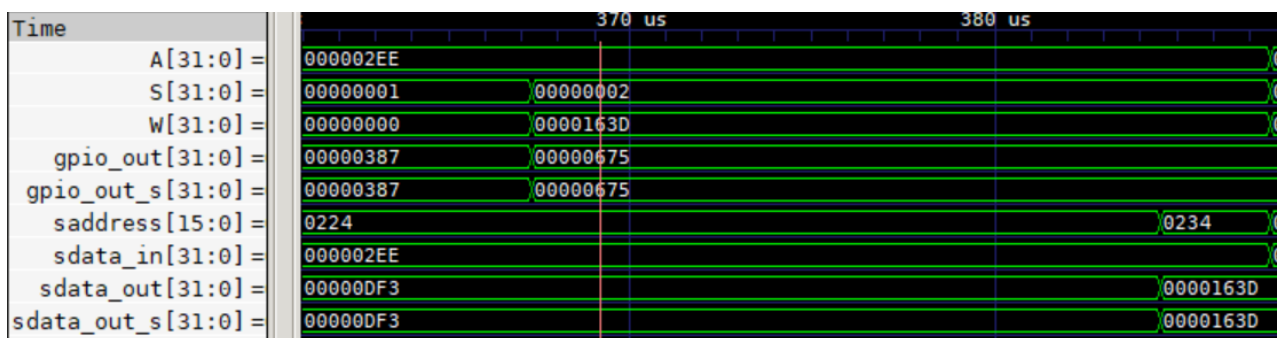 Time 370 us 380 us
A[31:0] = 000002EE
S[31:0] = 00000001 00000002
W[31:0] = 00000000 0000163D
gpio_out[31:0] = 00000387 00000675
gpio_out_s[31:0] = 00000387 00000675
saddress[15:0] = 0224 0234
sdata_in[31:0] = 000002EE
sdata_out[31:0] = 00000DF3 0000163D
sdata_out_s[31:0] = 00000DF3 0000163D